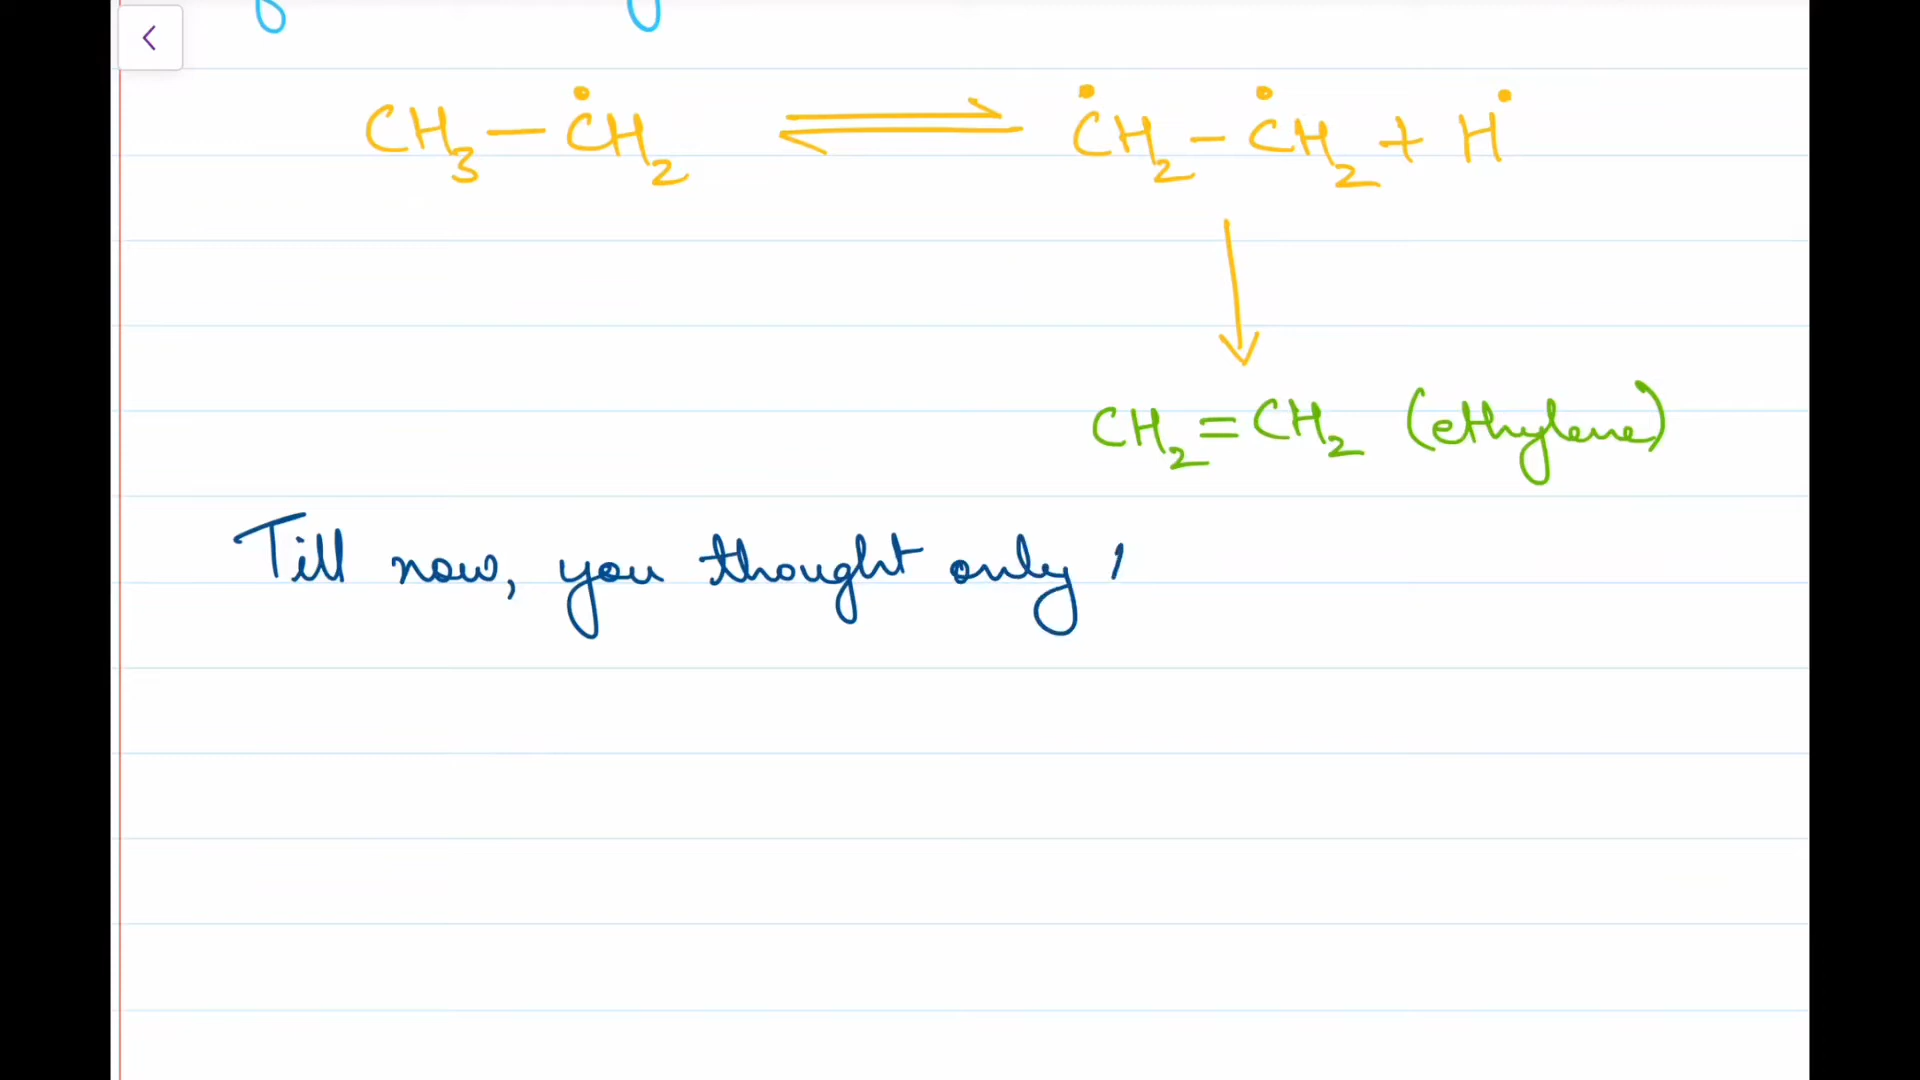 CH₃–ĊH₂ ⇌ ĊH₂–ĊH₂ + H•
↓
CH₂=CH₂ (ethylene)
Till now, you thought only